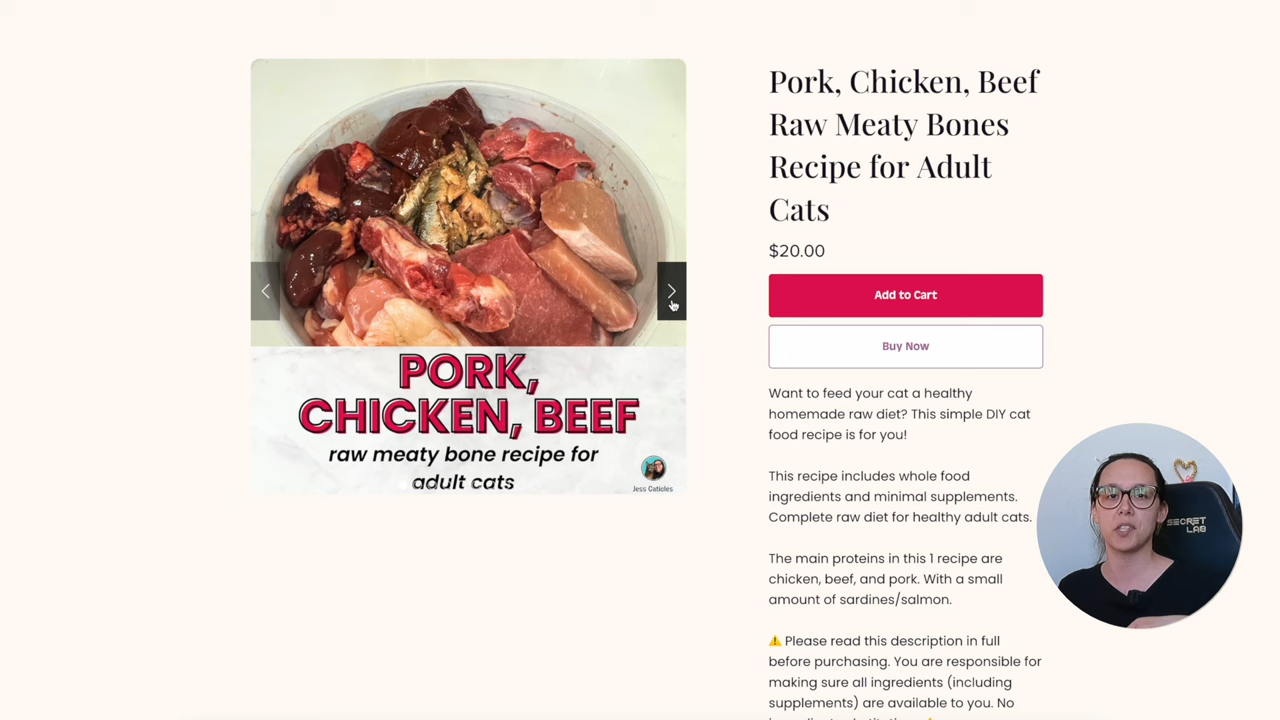 Pork, Chicken, Beef
Raw Meaty Bones
Recipe for Adult
Cats
$20.00
Add to Cart
Buy Now
PORK,
CHICKEN, BEEF
raw meaty bone recipe for
adult cats
Jess Caticles
Want to feed your cat a healthy
homemade raw diet? This simple DIY cat
food recipe is for you!
This recipe includes whole food
ingredients and minimal supplements.
Complete raw diet for healthy adult cats.
The main proteins in this 1 recipe are
chicken, beef, and pork. With a small
amount of sardines/salmon.
⚠️ Please read this description in full
before purchasing. You are responsible for
making sure all ingredients (including
supplements) are available to you. No
SECRET
LAB